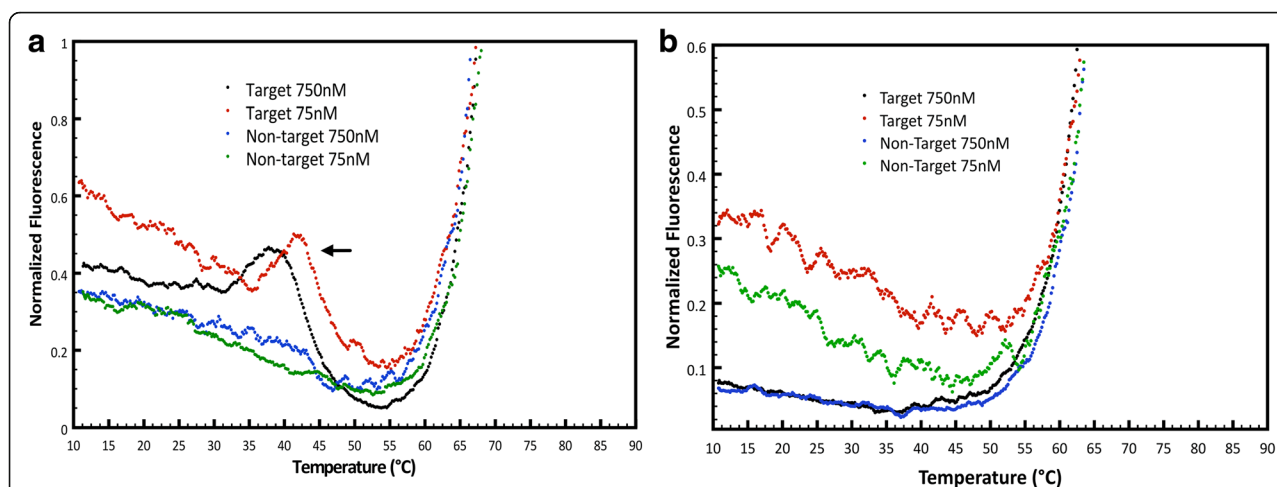 a
Normalized Fluorescence
1
0.8
0.6
0.4
0.2
0
Target 750nM
Target 75nM
Non-target 750nM
Non-target 75nM
10 15 20 25 30 35 40 45 50 55 60 65 70 75 80 85 90
Temperature (°C)
b
Normalized Fluorescence
0.6
0.5
0.4
0.3
0.2
0.1
Target 750nM
Target 75nM
Non-Target 750nM
Non-Target 75nM
10 15 20 25 30 35 40 45 50 55 60 65 70 75 80 85 90
Temperature (°C)